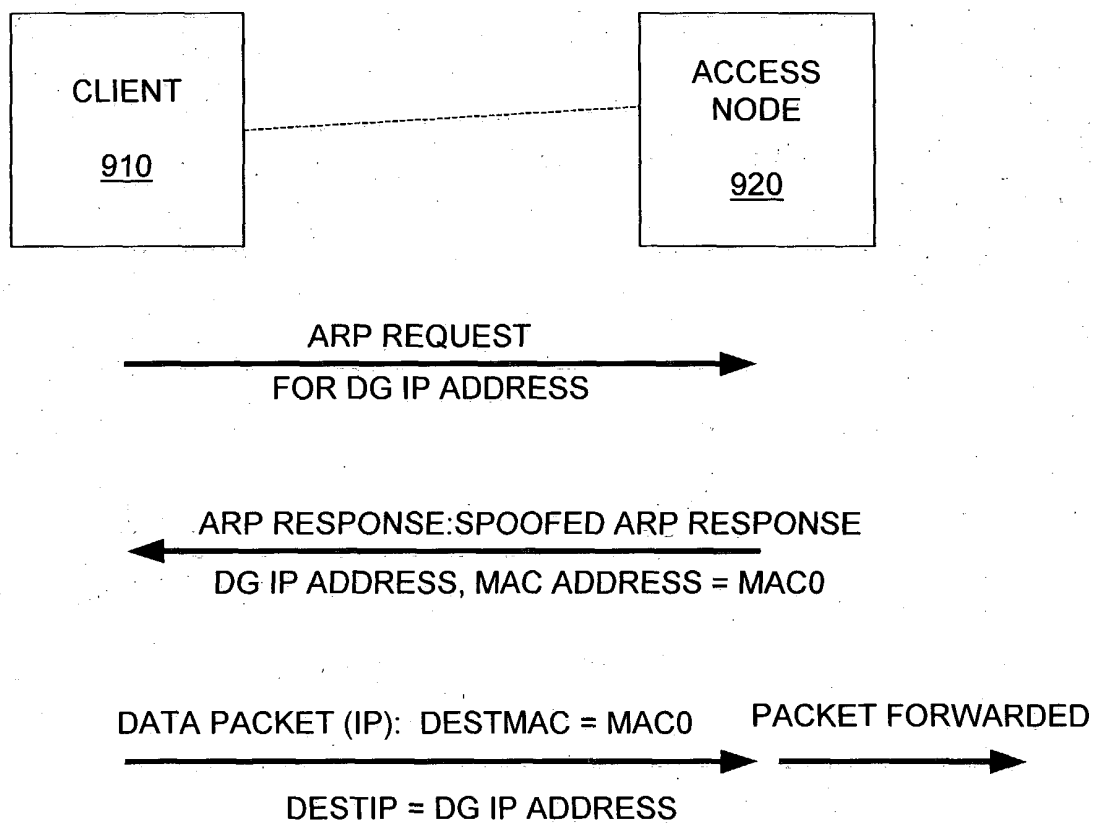 CLIENT
910
ACCESS
NODE
920
ARP REQUEST
FOR DG IP ADDRESS
ARP RESPONSE:SPOOFED ARP RESPONSE
DG IP ADDRESS, MAC ADDRESS = MAC0
DATA PACKET (IP): DESTMAC = MAC0
PACKET FORWARDED
DESTIP = DG IP ADDRESS